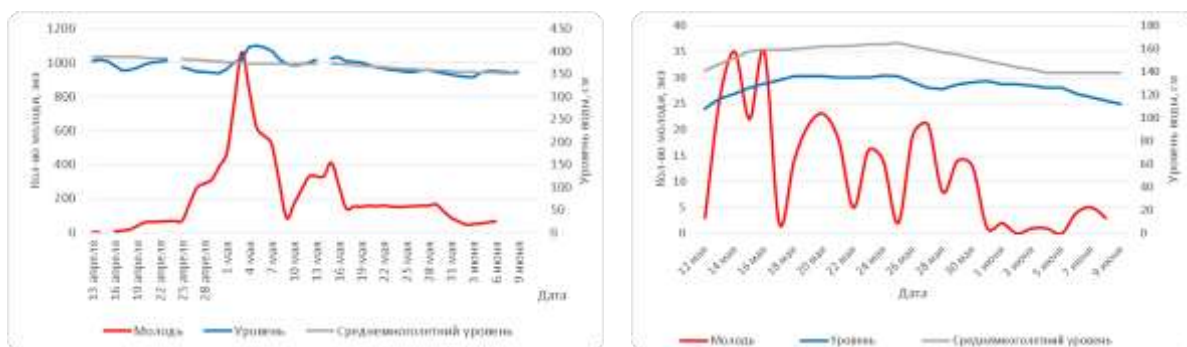 1200
1000
800
600
400
200
0
Кол-во молоди, экз
450
400
350
300
250
200
150
100
50
0
Уровень воды, см
13 апреля
16 апреля
19 апреля
22 апреля
25 апреля
28 апреля
1 мая
4 мая
7 мая
10 мая
13 мая
16 мая
19 мая
22 мая
25 мая
28 мая
31 мая
3 июня
6 июня
9 июня
Дата
Молодь Уровень Среднемноголетний уровень
40
35
30
25
20
15
10
5
0
Кол-во молоди, экз
180
160
140
120
100
80
60
40
20
0
Уровень воды, см
12 мая
14 мая
16 мая
18 мая
20 мая
22 мая
24 мая
26 мая
28 мая
30 мая
1 июня
3 июня
5 июня
7 июня
9 июня
Дата
Молодь Уровень Среднемноголетний уровень